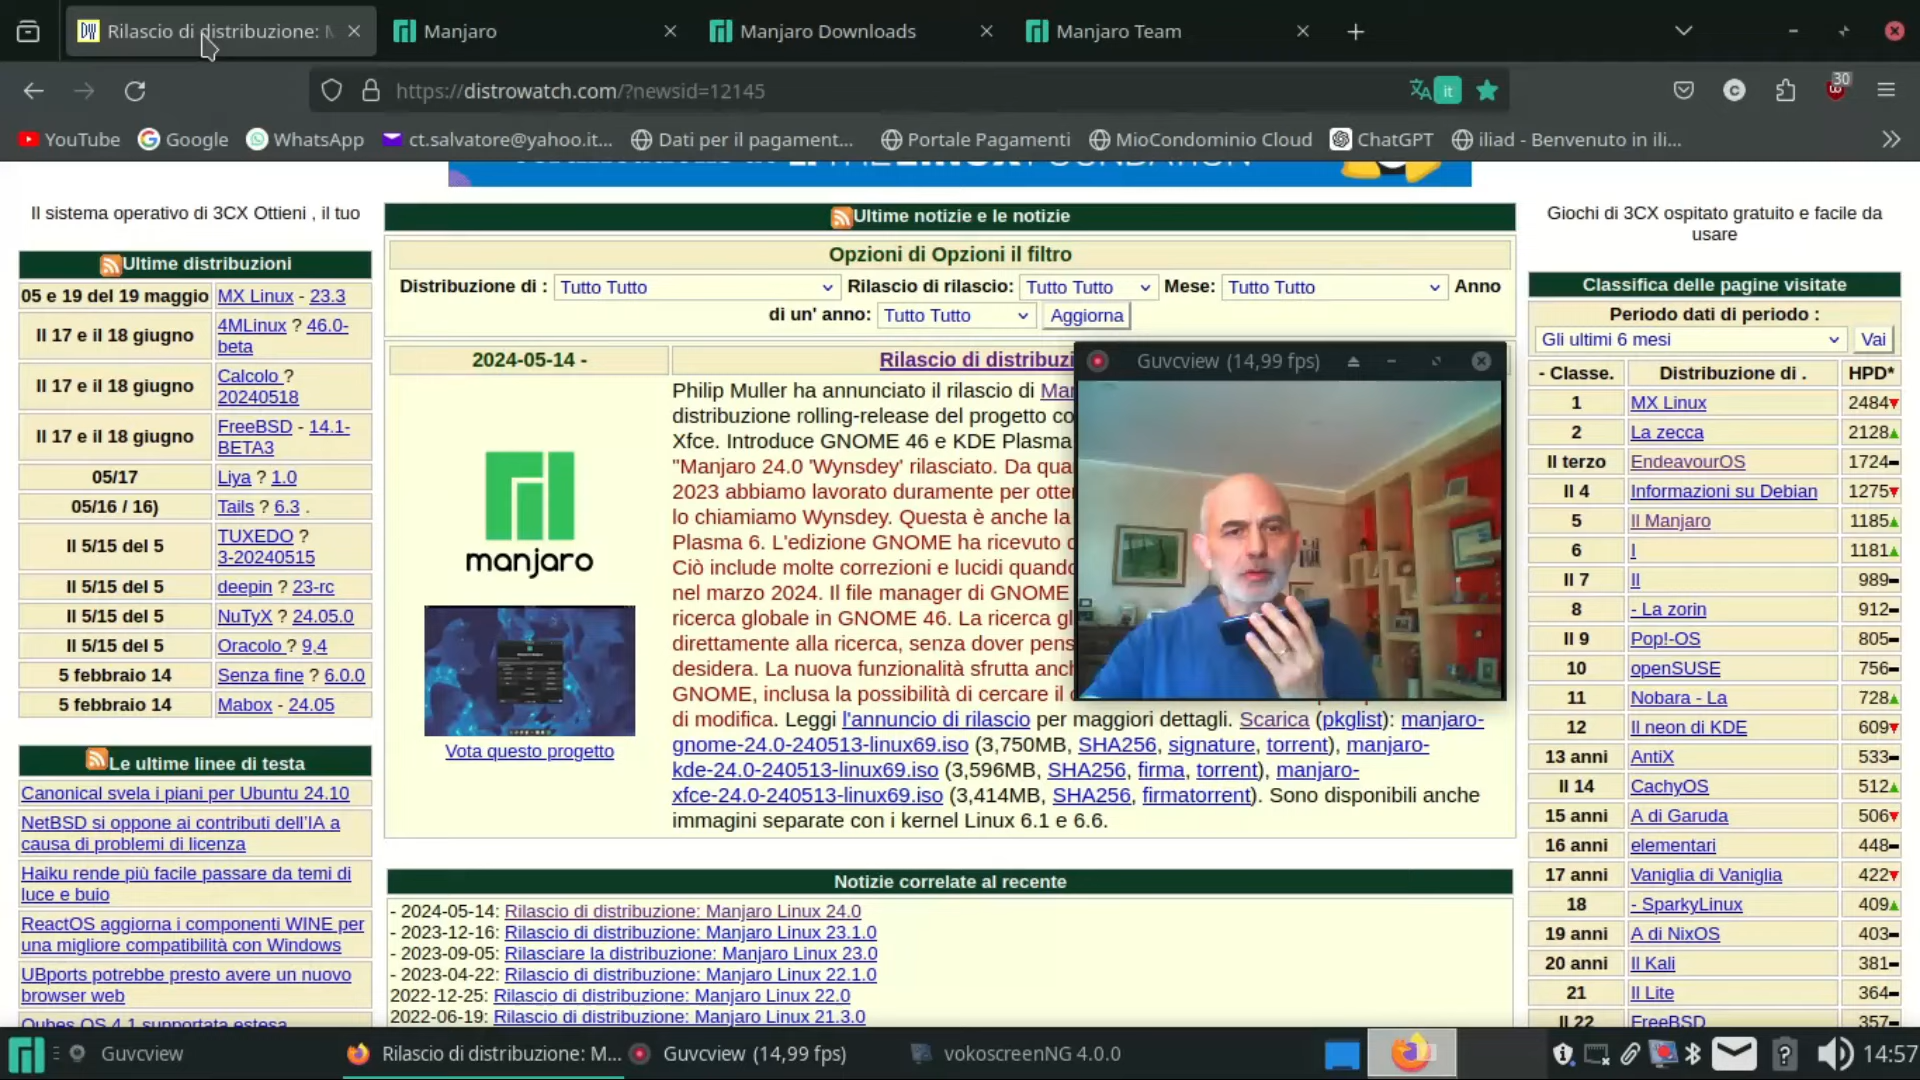 Rilascio di distribuzione:
Manjaro
Manjaro Downloads
Manjaro Team
https://distrowatch.com/?newsid=12145
it
30
YouTube
Google
WhatsApp
ct.salvatore@yahoo.it...
Dati per il pagament...
Portale Pagamenti
MioCondominio Cloud
ChatGPT
iliad - Benvenuto in ili...
Il sistema operativo di 3CX Ottieni , il tuo
Ultime distribuzioni
05 e 19 del 19 maggio MX Linux - 23.3
Il 17 e il 18 giugno 4MLinux ? 46.0-
beta
Il 17 e il 18 giugno Calcolo ?
20240518
Il 17 e il 18 giugno FreeBSD - 14.1-
BETA3
05/17 Liya ? 1.0
05/16 / 16) Tails ? 6.3 .
Il 5/15 del 5 TUXEDO ?
3-20240515
Il 5/15 del 5 deepin ? 23-rc
Il 5/15 del 5 NuTyX ? 24.05.0
Il 5/15 del 5 Oracolo ? 9,4
5 febbraio 14 Senza fine ? 6.0.0
5 febbraio 14 Mabox - 24.05
Le ultime linee di testa
Canonical svela i piani per Ubuntu 24.10
NetBSD si oppone ai contributi dell'IA a
causa di problemi di licenza
Haiku rende più facile passare da temi di
luce e buio
ReactOS aggiorna i componenti WINE per
una migliore compatibilità con Windows
UBports potrebbe presto avere un nuovo
browser web
Qubes OS 4.1 supportata estesa
Ultime notizie e le notizie
Opzioni di Opzioni il filtro
Distribuzione di : Tutto Tutto Rilascio di rilascio: Tutto Tutto Mese: Tutto Tutto Anno
di un' anno: Tutto Tutto Aggiorna
2024-05-14 -
Rilascio di distribuzi
manjaro
Vota questo progetto
Philip Muller ha annunciato il rilascio di Man
distribuzione rolling-release del progetto co
Xfce. Introduce GNOME 46 e KDE Plasma
"Manjaro 24.0 'Wynsdey' rilasciato. Da qua
2023 abbiamo lavorato duramente per otte
lo chiamiamo Wynsdey. Questa è anche la
Plasma 6. L'edizione GNOME ha ricevuto
Ciò include molte correzioni e lucidi quando
nel marzo 2024. Il file manager di GNOME
ricerca globale in GNOME 46. La ricerca gl
direttamente alla ricerca, senza dover pens
desidera. La nuova funzionalità sfrutta anch
GNOME, inclusa la possibilità di cercare il
di modifica. Leggi l'annuncio di rilascio per maggiori dettagli. Scarica (pkglist): manjaro-
gnome-24.0-240513-linux69.iso (3,750MB, SHA256, signature, torrent), manjaro-
kde-24.0-240513-linux69.iso (3,596MB, SHA256, firma, torrent), manjaro-
xfce-24.0-240513-linux69.iso (3,414MB, SHA256, firmatorrent). Sono disponibili anche
immagini separate con i kernel Linux 6.1 e 6.6.
Guvcview (14,99 fps)
Notizie correlate al recente
- 2024-05-14: Rilascio di distribuzione: Manjaro Linux 24.0
- 2023-12-16: Rilascio di distribuzione: Manjaro Linux 23.1.0
- 2023-09-05: Rilasciare la distribuzione: Manjaro Linux 23.0
- 2023-04-22: Rilascio di distribuzione: Manjaro Linux 22.1.0
2022-12-25: Rilascio di distribuzione: Manjaro Linux 22.0
2022-06-19: Rilascio di distribuzione: Manjaro Linux 21.3.0
Giochi di 3CX ospitato gratuito e facile da
usare
Classifica delle pagine visitate
Periodo dati di periodo :
Gli ultimi 6 mesi Vai
- Classe. Distribuzione di . HPD*
1 MX Linux 2484
2 La zecca 2128
Il terzo EndeavourOS 1724
Il 4 Informazioni su Debian 1275
5 Il Manjaro 1185
6 I 1181
Il 7 Il 989
8 - La zorin 912
Il 9 Pop!-OS 805
10 openSUSE 756
11 Nobara - La 728
12 Il neon di KDE 609
13 anni AntiX 533
Il 14 CachyOS 512
15 anni A di Garuda 506
16 anni elementari 448
17 anni Vaniglia di Vaniglia 422
18 - SparkyLinux 409
19 anni A di NixOS 403
20 anni Il Kali 381
21 Il Lite 364
Il 22 FreeBSD 357
Guvcview
Rilascio di distribuzione: M...
Guvcview (14,99 fps)
vokoscreenNG 4.0.0
14:57